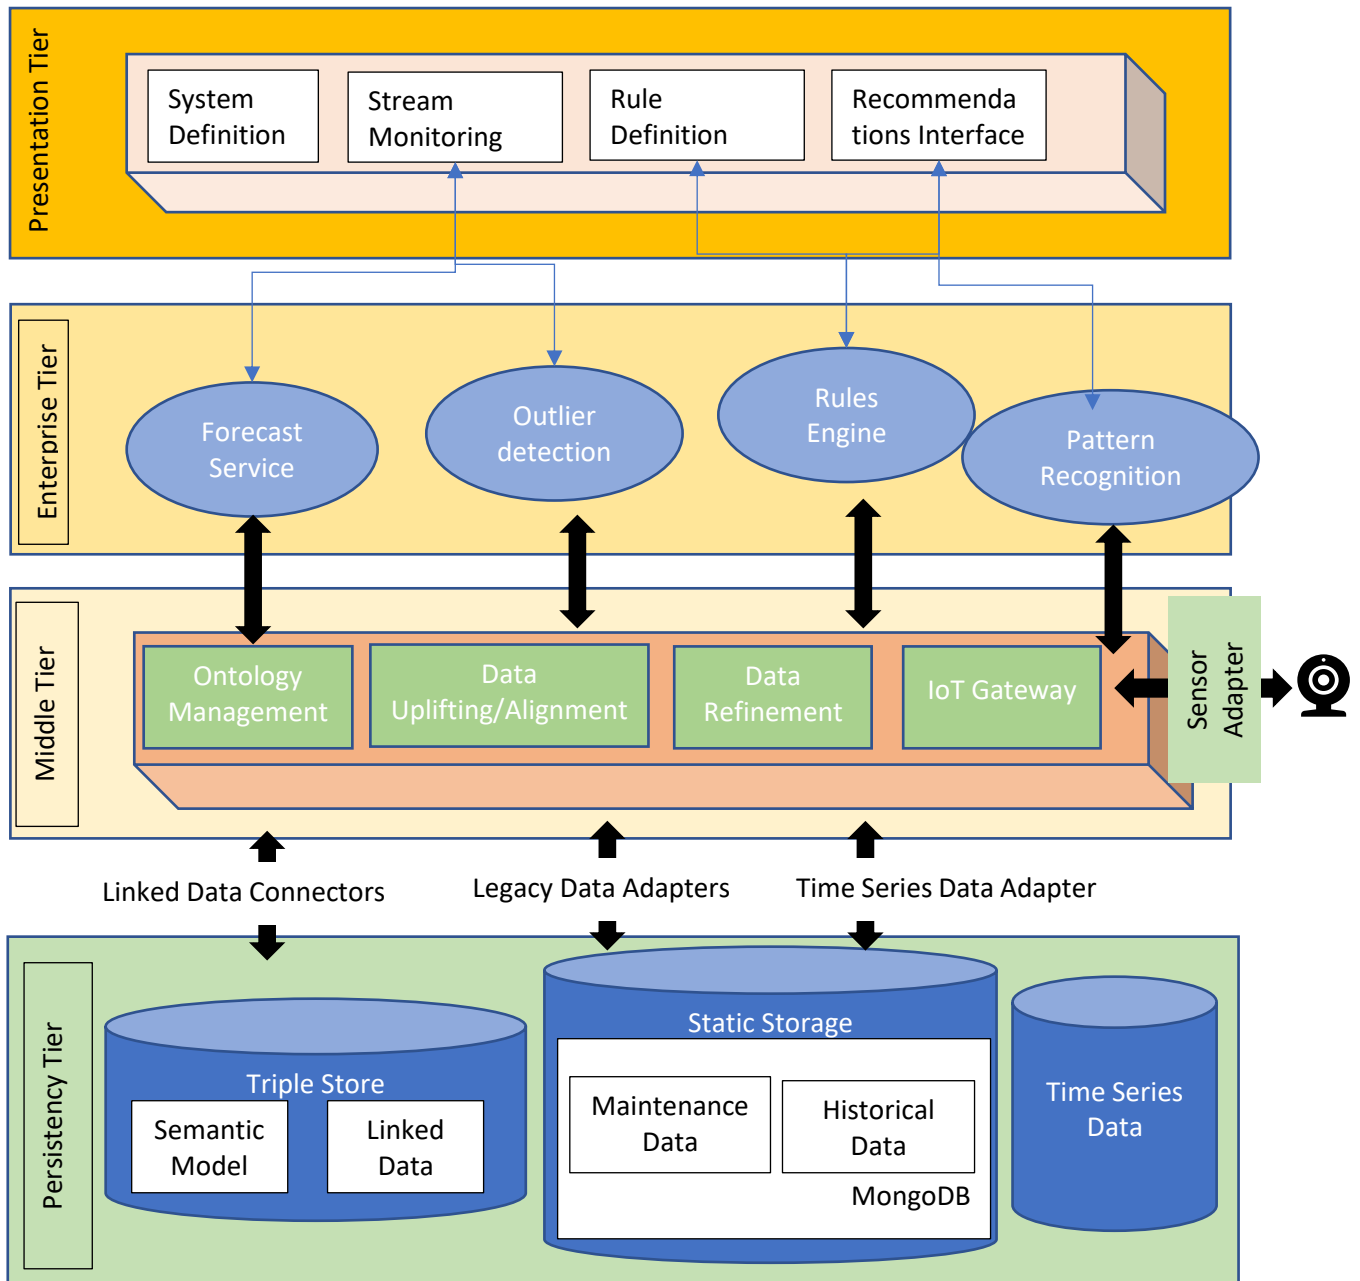 Presentation Tier
System
Definition
Stream
Monitoring
Rule
Definition
Recommenda
tions Interface
Enterprise Tier
Forecast
Service
Outlier
detection
Rules
Engine
Pattern
Recognition
Middle Tier
Ontology
Management
Data
Uplifting/Alignment
Data
Refinement
IoT Gateway
Sensor
Adapter
Linked Data Connectors
Legacy Data Adapters
Time Series Data Adapter
Persistency Tier
Triple Store
Semantic
Model
Linked
Data
Static Storage
Maintenance
Data
Historical
Data
MongoDB
Time Series
Data